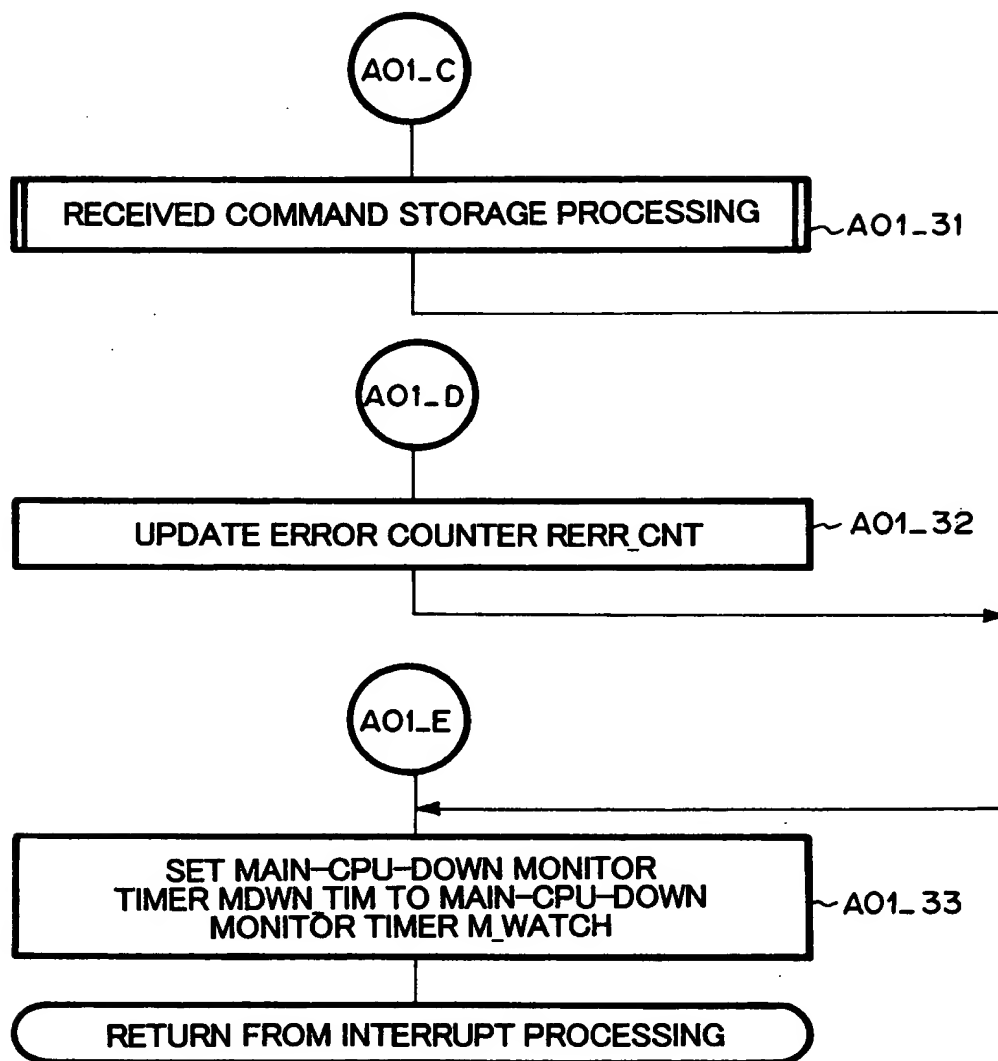 A01_C
RECEIVED COMMAND STORAGE PROCESSING
A01_31
A01_D
UPDATE ERROR COUNTER RERR_CNT
A01_32
A01_E
SET MAIN-CPU-DOWN MONITOR
TIMER MDWN_TIM TO MAIN-CPU-DOWN
MONITOR TIMER M_WATCH
A01_33
RETURN FROM INTERRUPT PROCESSING